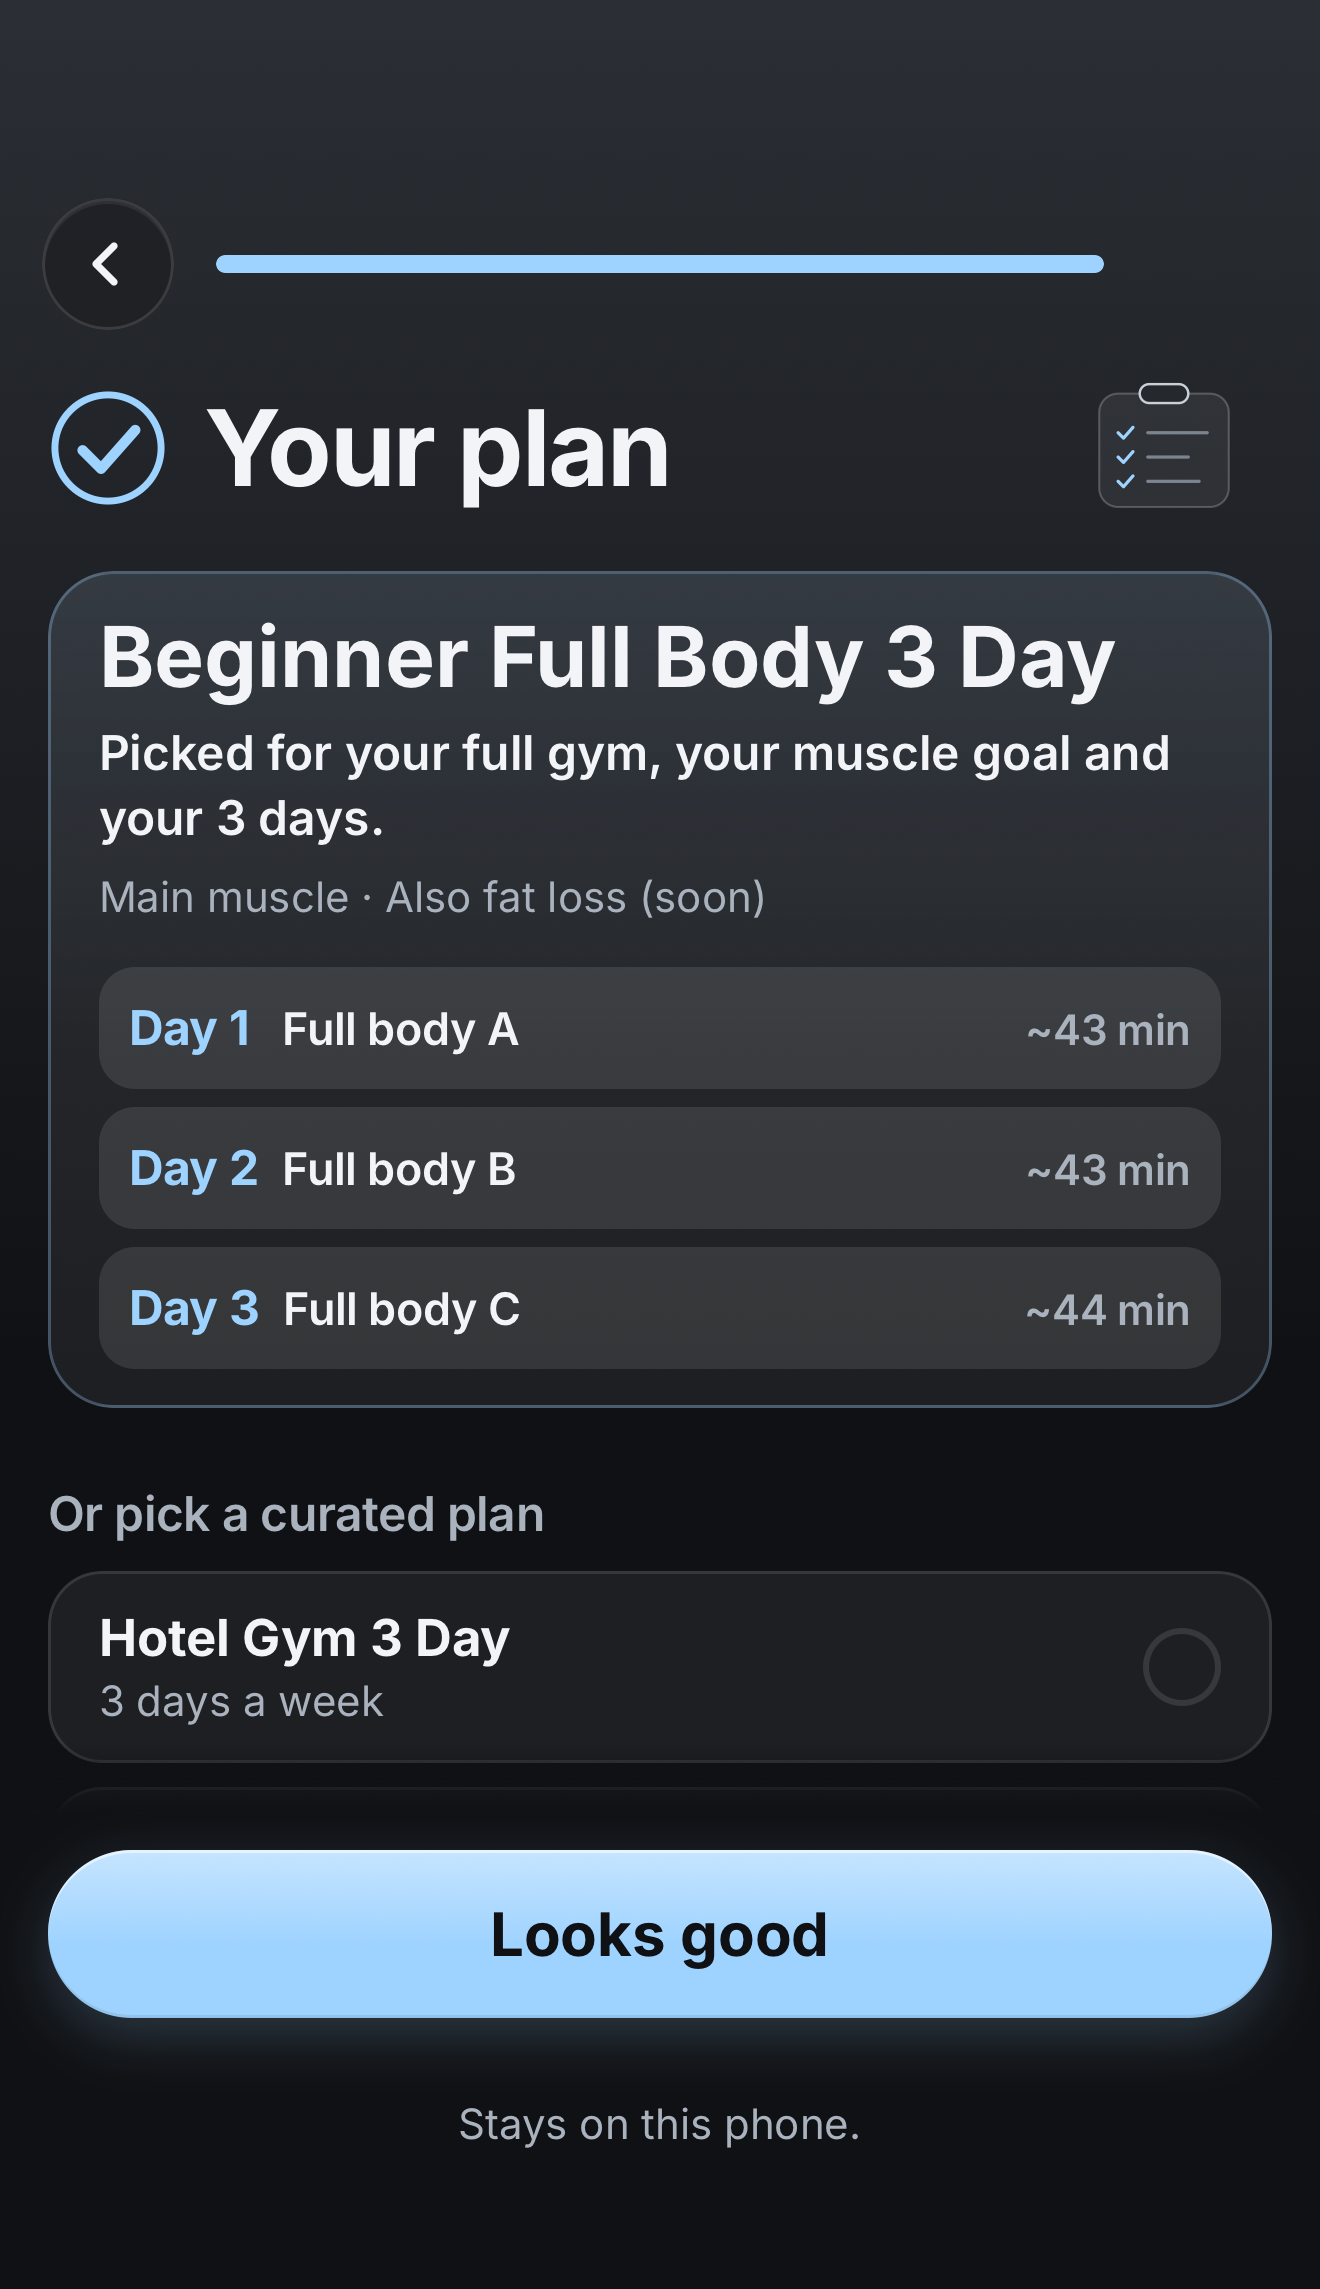 Your plan
Beginner Full Body 3 Day
Picked for your full gym, your muscle goal and
your 3 days.
Main muscle · Also fat loss (soon)
Day 1 Full body A ~43 min
Day 2 Full body B ~43 min
Day 3 Full body C ~44 min
Or pick a curated plan
Hotel Gym 3 Day
3 days a week
Looks good
Stays on this phone.